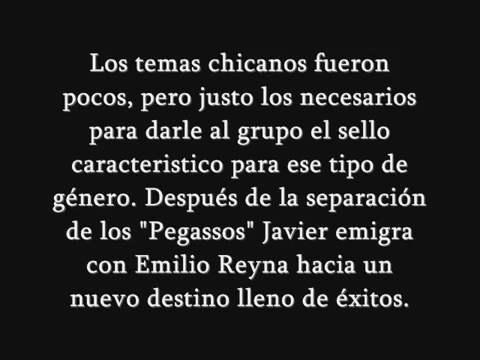 Los temas chicanos fueron
pocos, pero justo los necesarios
para darle al grupo el sello
caracteristico para ese tipo de
género. Después de la separación
de los "Pegassos" Javier emigra
con Emilio Reyna hacia un
nuevo destino lleno de éxitos.